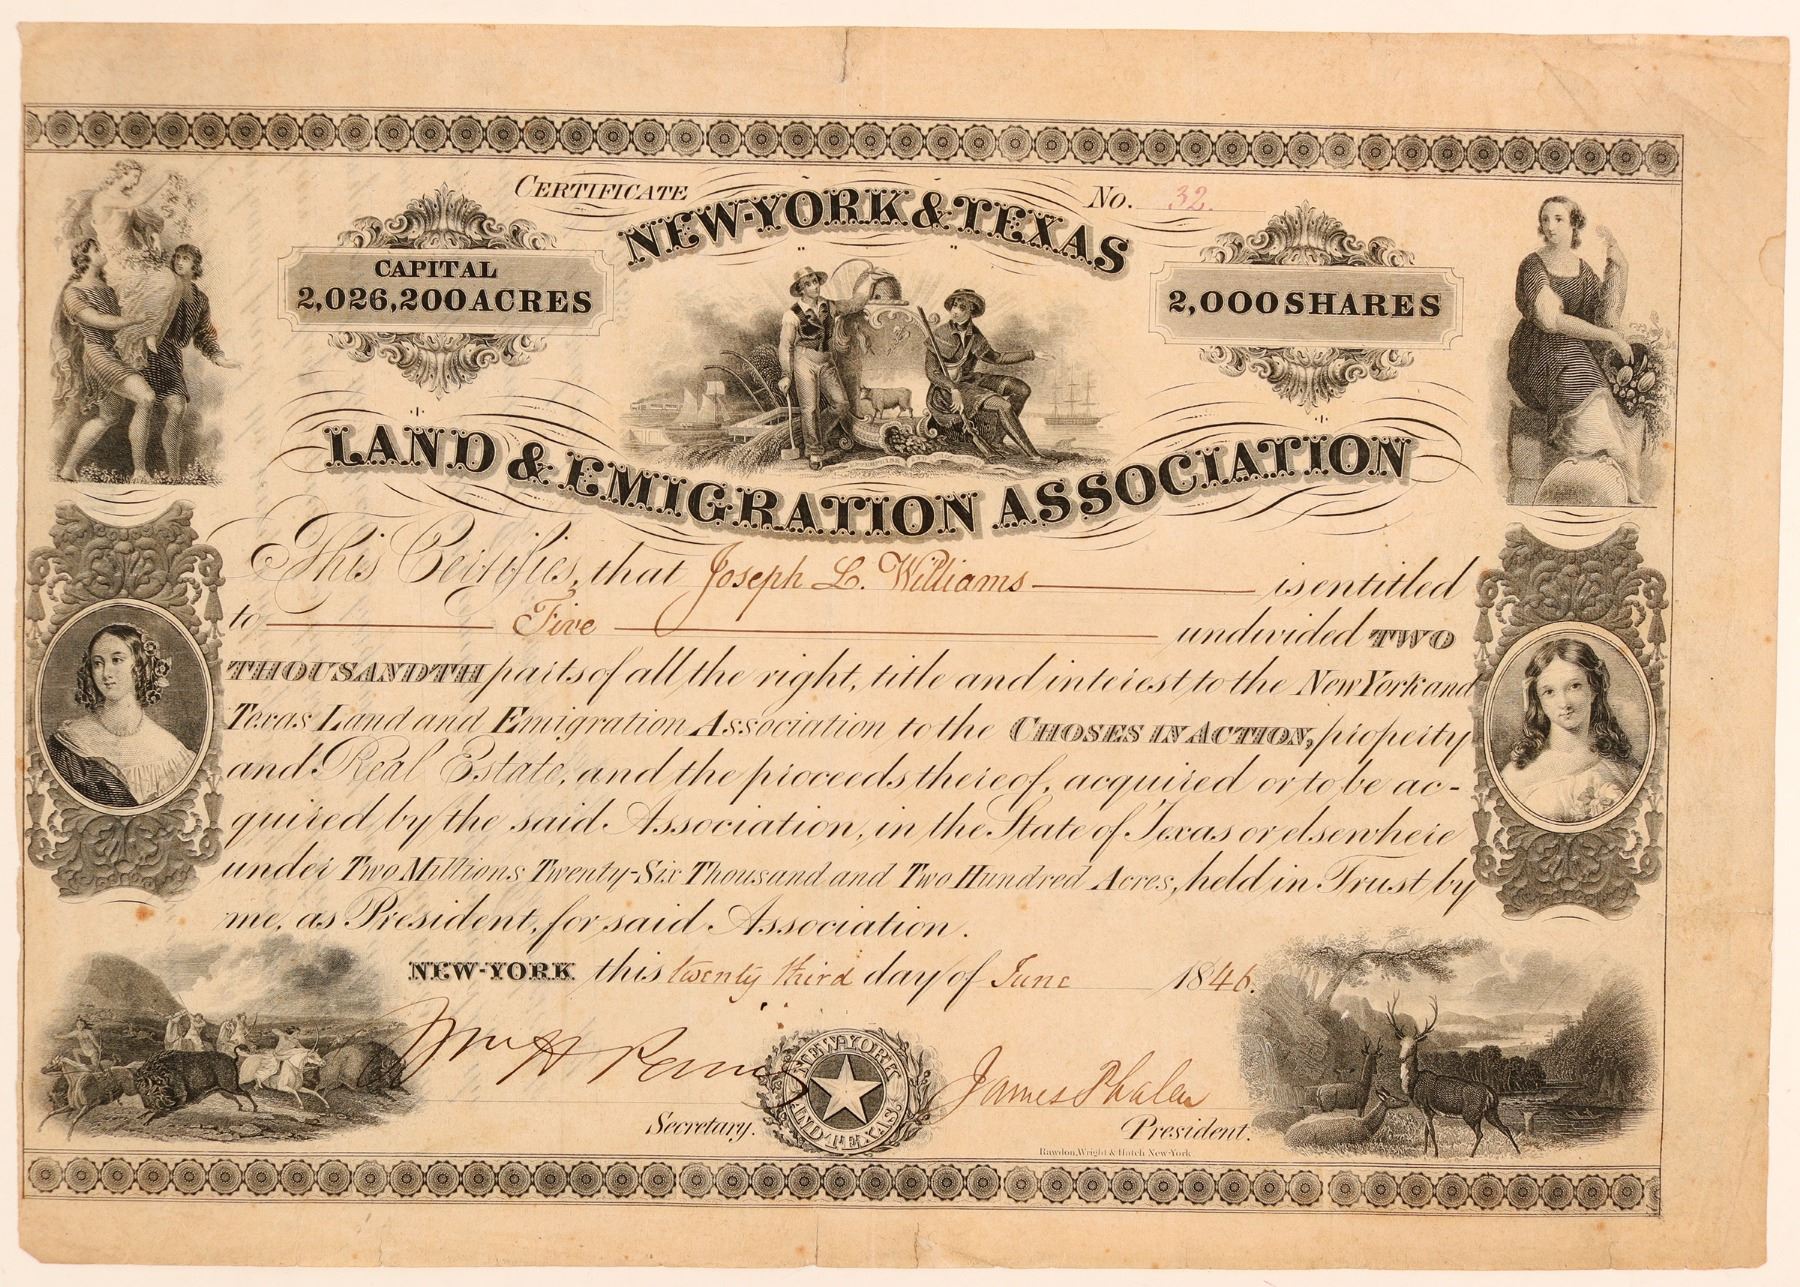 CERTIFICATE No. 32.
NEW-YORK & TEXAS
CAPITAL
2,026,200 ACRES
2,000 SHARES
LAND & EMIGRATION ASSOCIATION
This Certifies, that Joseph L. Williams is entitled
to Five undivided TWO
THOUSANDTH parts of all the right, title and interest to the New York and
Texas Land and Emigration Association to the CHOSES IN ACTION, property
and Real Estate, and the proceeds thereof, acquired or to be ac-
quired by the said Association, in the State of Texas or elsewhere
under Two Millions Twenty-Six Thousand and Two Hundred Acres, held in Trust by
me, as President, for said Association.
NEW-YORK this twenty third day of June 1846.
NEW-YORK
AND TEXAS
James Phalen
Secretary.
President.
Rawdon, Wright & Hatch New-York